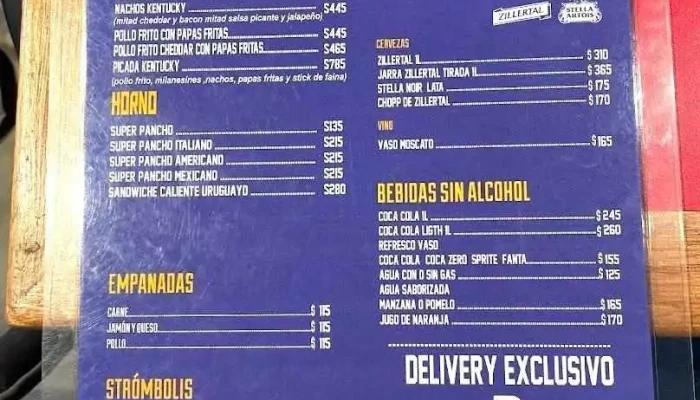 NACHOS KENTUCKY $445
(mitad cheddar y bacon mitad salsa picante y jalapeño)
POLLO FRITO CON PAPAS FRITAS $445
POLLO FRITO CHEDDAR CON PAPAS FRITAS $465
PICADA KENTUCKY $785
(pollo frito, milanesines ,nachos, papas fritas y stick de faina)
HORNO
SUPER PANCHO $135
SUPER PANCHO ITALIANO $215
SUPER PANCHO AMERICANO $215
SUPER PANCHO MEXICANO $215
SANDWICHE CALIENTE URUGUAYO $280
EMPANADAS
CARNE $ 115
JAMÓN Y QUESO $ 115
POLLO $ 115
STRÓMBOLIS
ZILLERTAL
STELLA ARTOIS
CERVEZAS
ZILLERTAL 1L $ 310
JARRA ZILLERTAL TIRADA 1L $ 365
STELLA NOIR LATA $ 175
CHOPP DE ZILLERTAL $ 170
VINO
VASO MOSCATO $ 165
BEBIDAS SIN ALCOHOL
COCA COLA 1L $ 245
COCA COLA LIGTH 1L $ 260
REFRESCO VASO
COCA COLA COCA ZERO SPRITE FANTA $ 155
AGUA CON O SIN GAS $ 125
AGUA SABORIZADA
MANZANA O POMELO $ 165
JUGO DE NARANJA $ 170
DELIVERY EXCLUSIVO